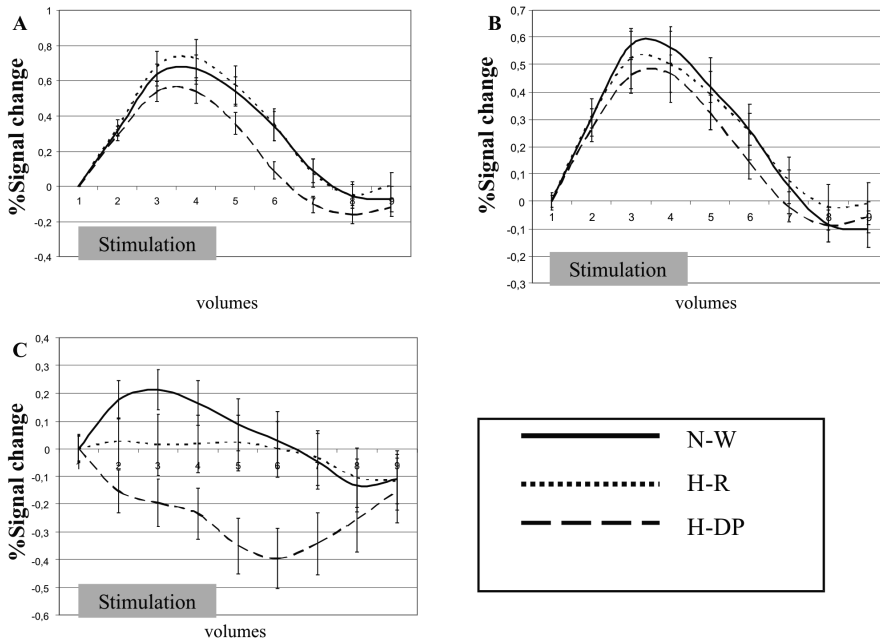 A
%Signal change
1
0,8
0,6
0,4
0,2
0
-0,2
-0,4
1 2 3 4 5 6 7 8 9
Stimulation
volumes
B
%Signal change
0,7
0,6
0,5
0,4
0,3
0,2
0,1
0
-0,1
-0,2
-0,3
1 2 3 4 5 6 7 8 9
Stimulation
volumes
C
%Signal change
0,4
0,3
0,2
0,1
0
-0,1
-0,2
-0,3
-0,4
-0,5
-0,6
1 2 3 4 5 6 7 8 9
Stimulation
volumes
N-W
H-R
H-DP